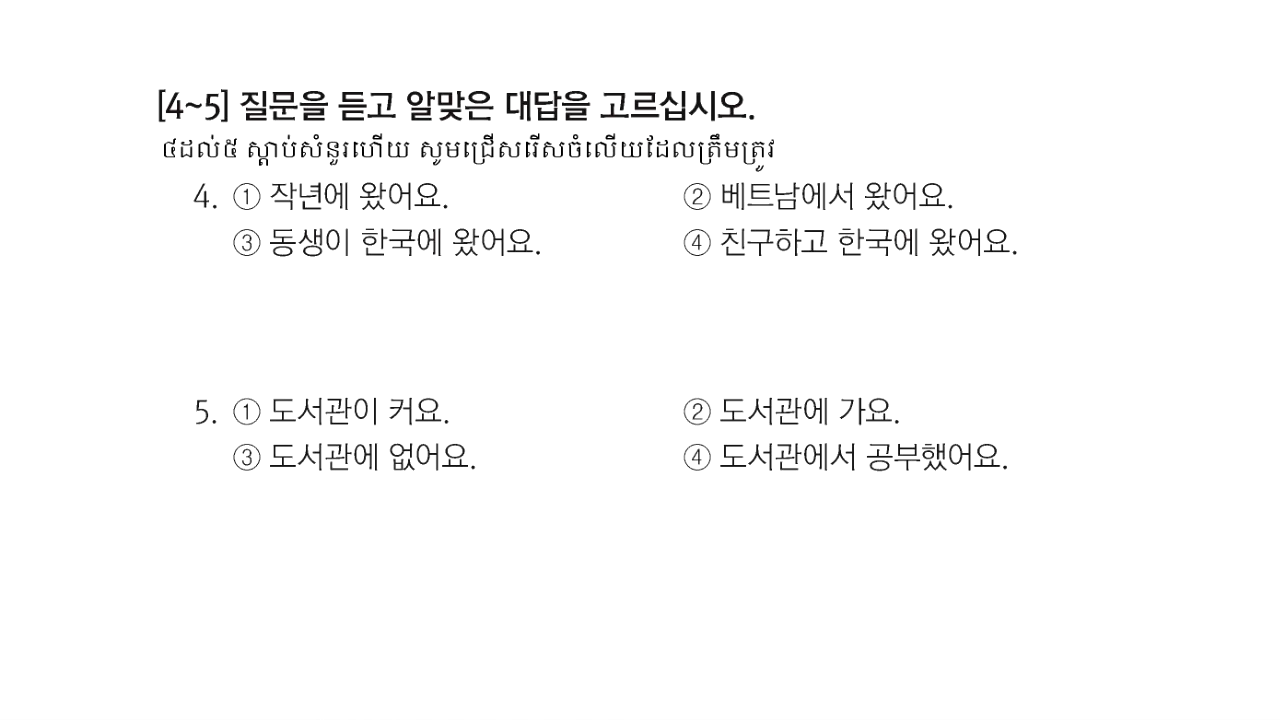 [4~5] 질문을 듣고 알맞은 대답을 고르십시오.
៤ដល់៥ ស្តាប់សំនួរហើយ សូមជ្រើសរើសចំលើយដែលត្រឹមត្រូវ
4. ① 작년에 왔어요. ② 베트남에서 왔어요.
③ 동생이 한국에 왔어요. ④ 친구하고 한국에 왔어요.
5. ① 도서관이 커요. ② 도서관에 가요.
③ 도서관에 없어요. ④ 도서관에서 공부했어요.